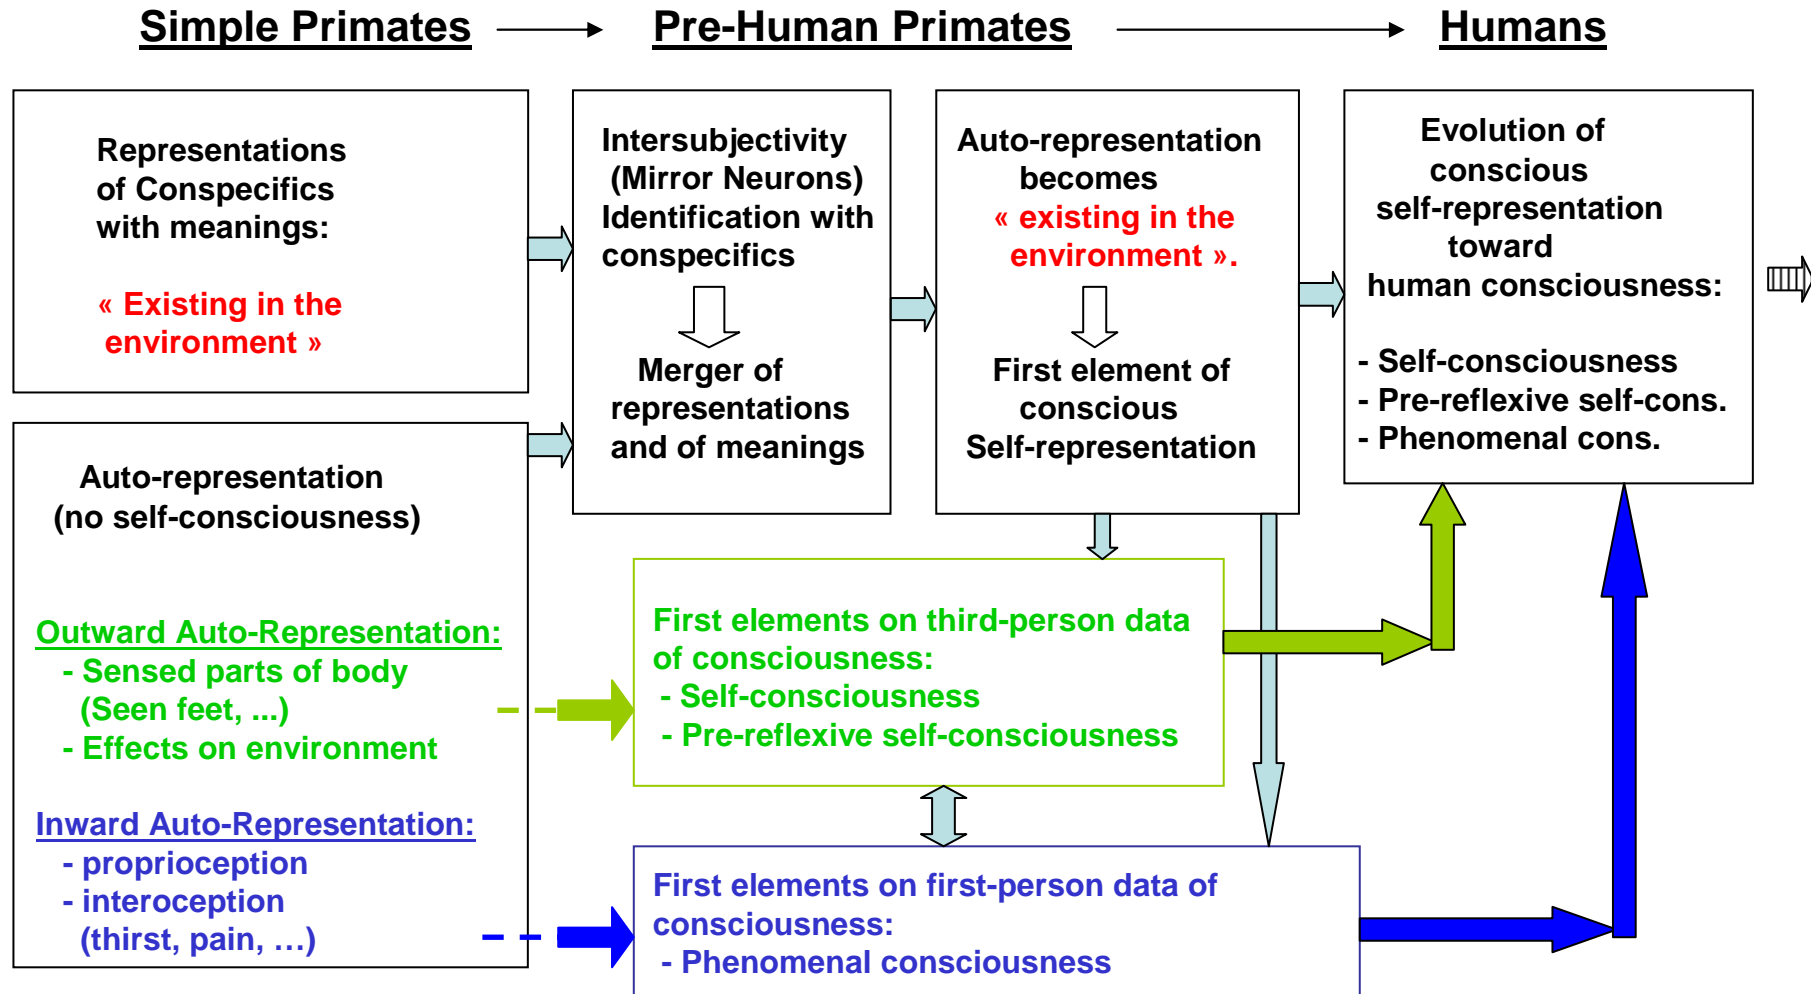 Simple Primates
Pre-Human Primates
Humans
Representations
of Conspecifics
with meanings:
« Existing in the
environment »
Auto-representation
(no self-consciousness)
Outward Auto-Representation:
- Sensed parts of body
(Seen feet, ...)
- Effects on environment
Inward Auto-Representation:
- proprioception
- interoception
(thirst, pain, …)
Intersubjectivity
(Mirror Neurons)
Identification with
conspecifics
Merger of
representations
and of meanings
Auto-representation
becomes
« existing in the
environment ».
First element of
conscious
Self-representation
First elements on third-person data
of consciousness:
- Self-consciousness
- Pre-reflexive self-consciousness
First elements on first-person data of
consciousness:
- Phenomenal consciousness
Evolution of
conscious
self-representation
toward
human consciousness:
- Self-consciousness
- Pre-reflexive self-cons.
- Phenomenal cons.